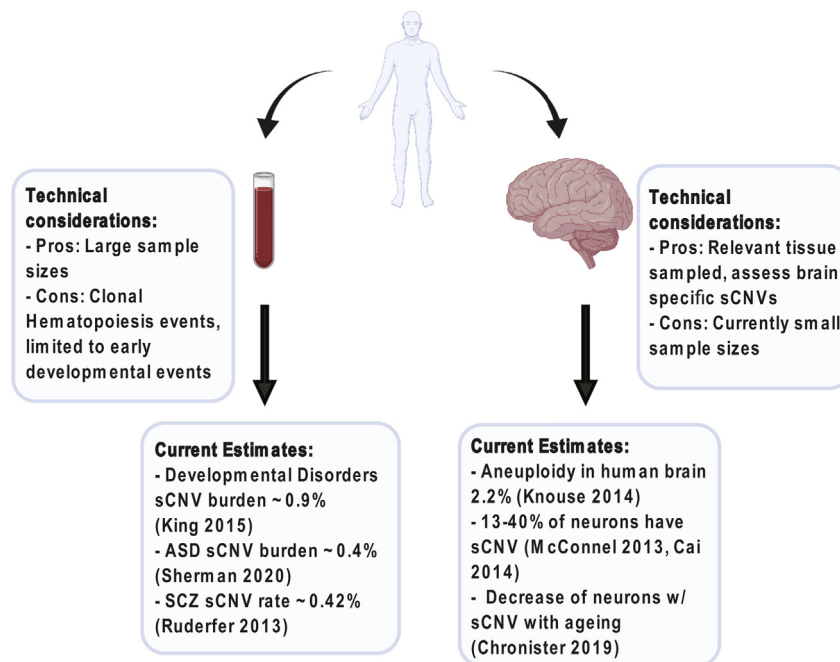 Technical
considerations:
- Pros: Large sample
sizes
- Cons: Clonal
Hematopoiesis events,
limited to early
developmental events
Technical
considerations:
- Pros: Relevant tissue
sampled, assess brain
specific sCNVs
- Cons: Currently small
sample sizes
Current Estimates:
- Developmental Disorders
sCNV burden ~0.9%
(King 2015)
- ASD sCNV burden ~0.4%
(Sherman 2020)
- SCZ sCNV rate ~0.42%
(Ruderfer 2013)
Current Estimates:
- Aneuploidy in human brain
2.2% (Knouse 2014)
- 13-40% of neurons have
sCNV (McConnel 2013, Cai
2014)
- Decrease of neurons w/
sCNV with ageing
(Chronister 2019)